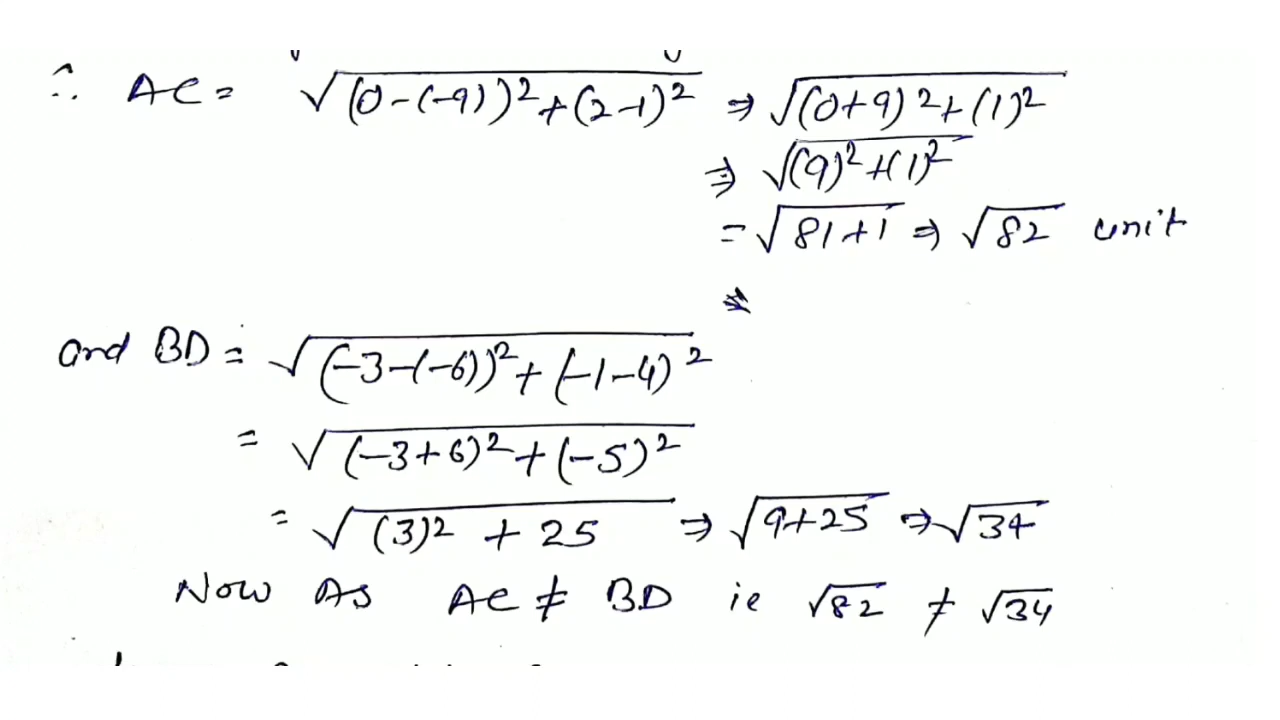 ∴ AC = √(0-(-9))²+(2-1)² ⇒ √(0+9)²+(1)²
⇒ √(9)²+(1)²
= √81+1 ⇒ √82 unit
and BD = √(-3-(-6))²+(-1-4)²
= √(-3+6)²+(-5)²
= √(3)² + 25 ⇒ √9+25 ⇒ √34
Now As AC ≠ BD ie √82 ≠ √34